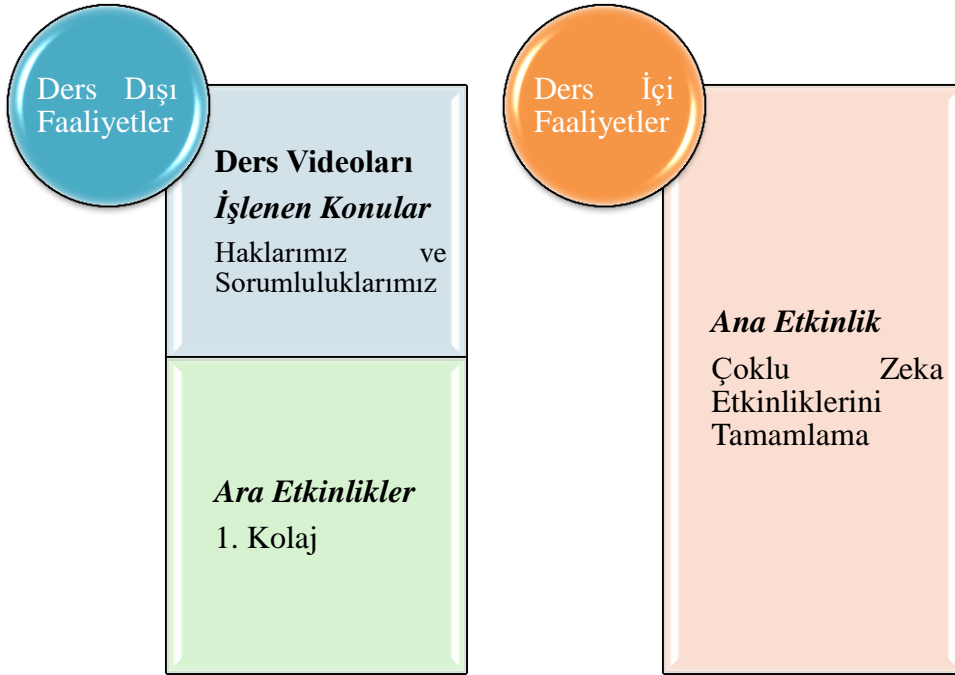 Ders Dışı
Faaliyetler
Ders Videoları
İşlenen Konular
Haklarımız ve
Sorumluluklarımız
Ara Etkinlikler
1. Kolaj
Ders İçi
Faaliyetler
Ana Etkinlik
Çoklu Zeka
Etkinliklerini
Tamamlama